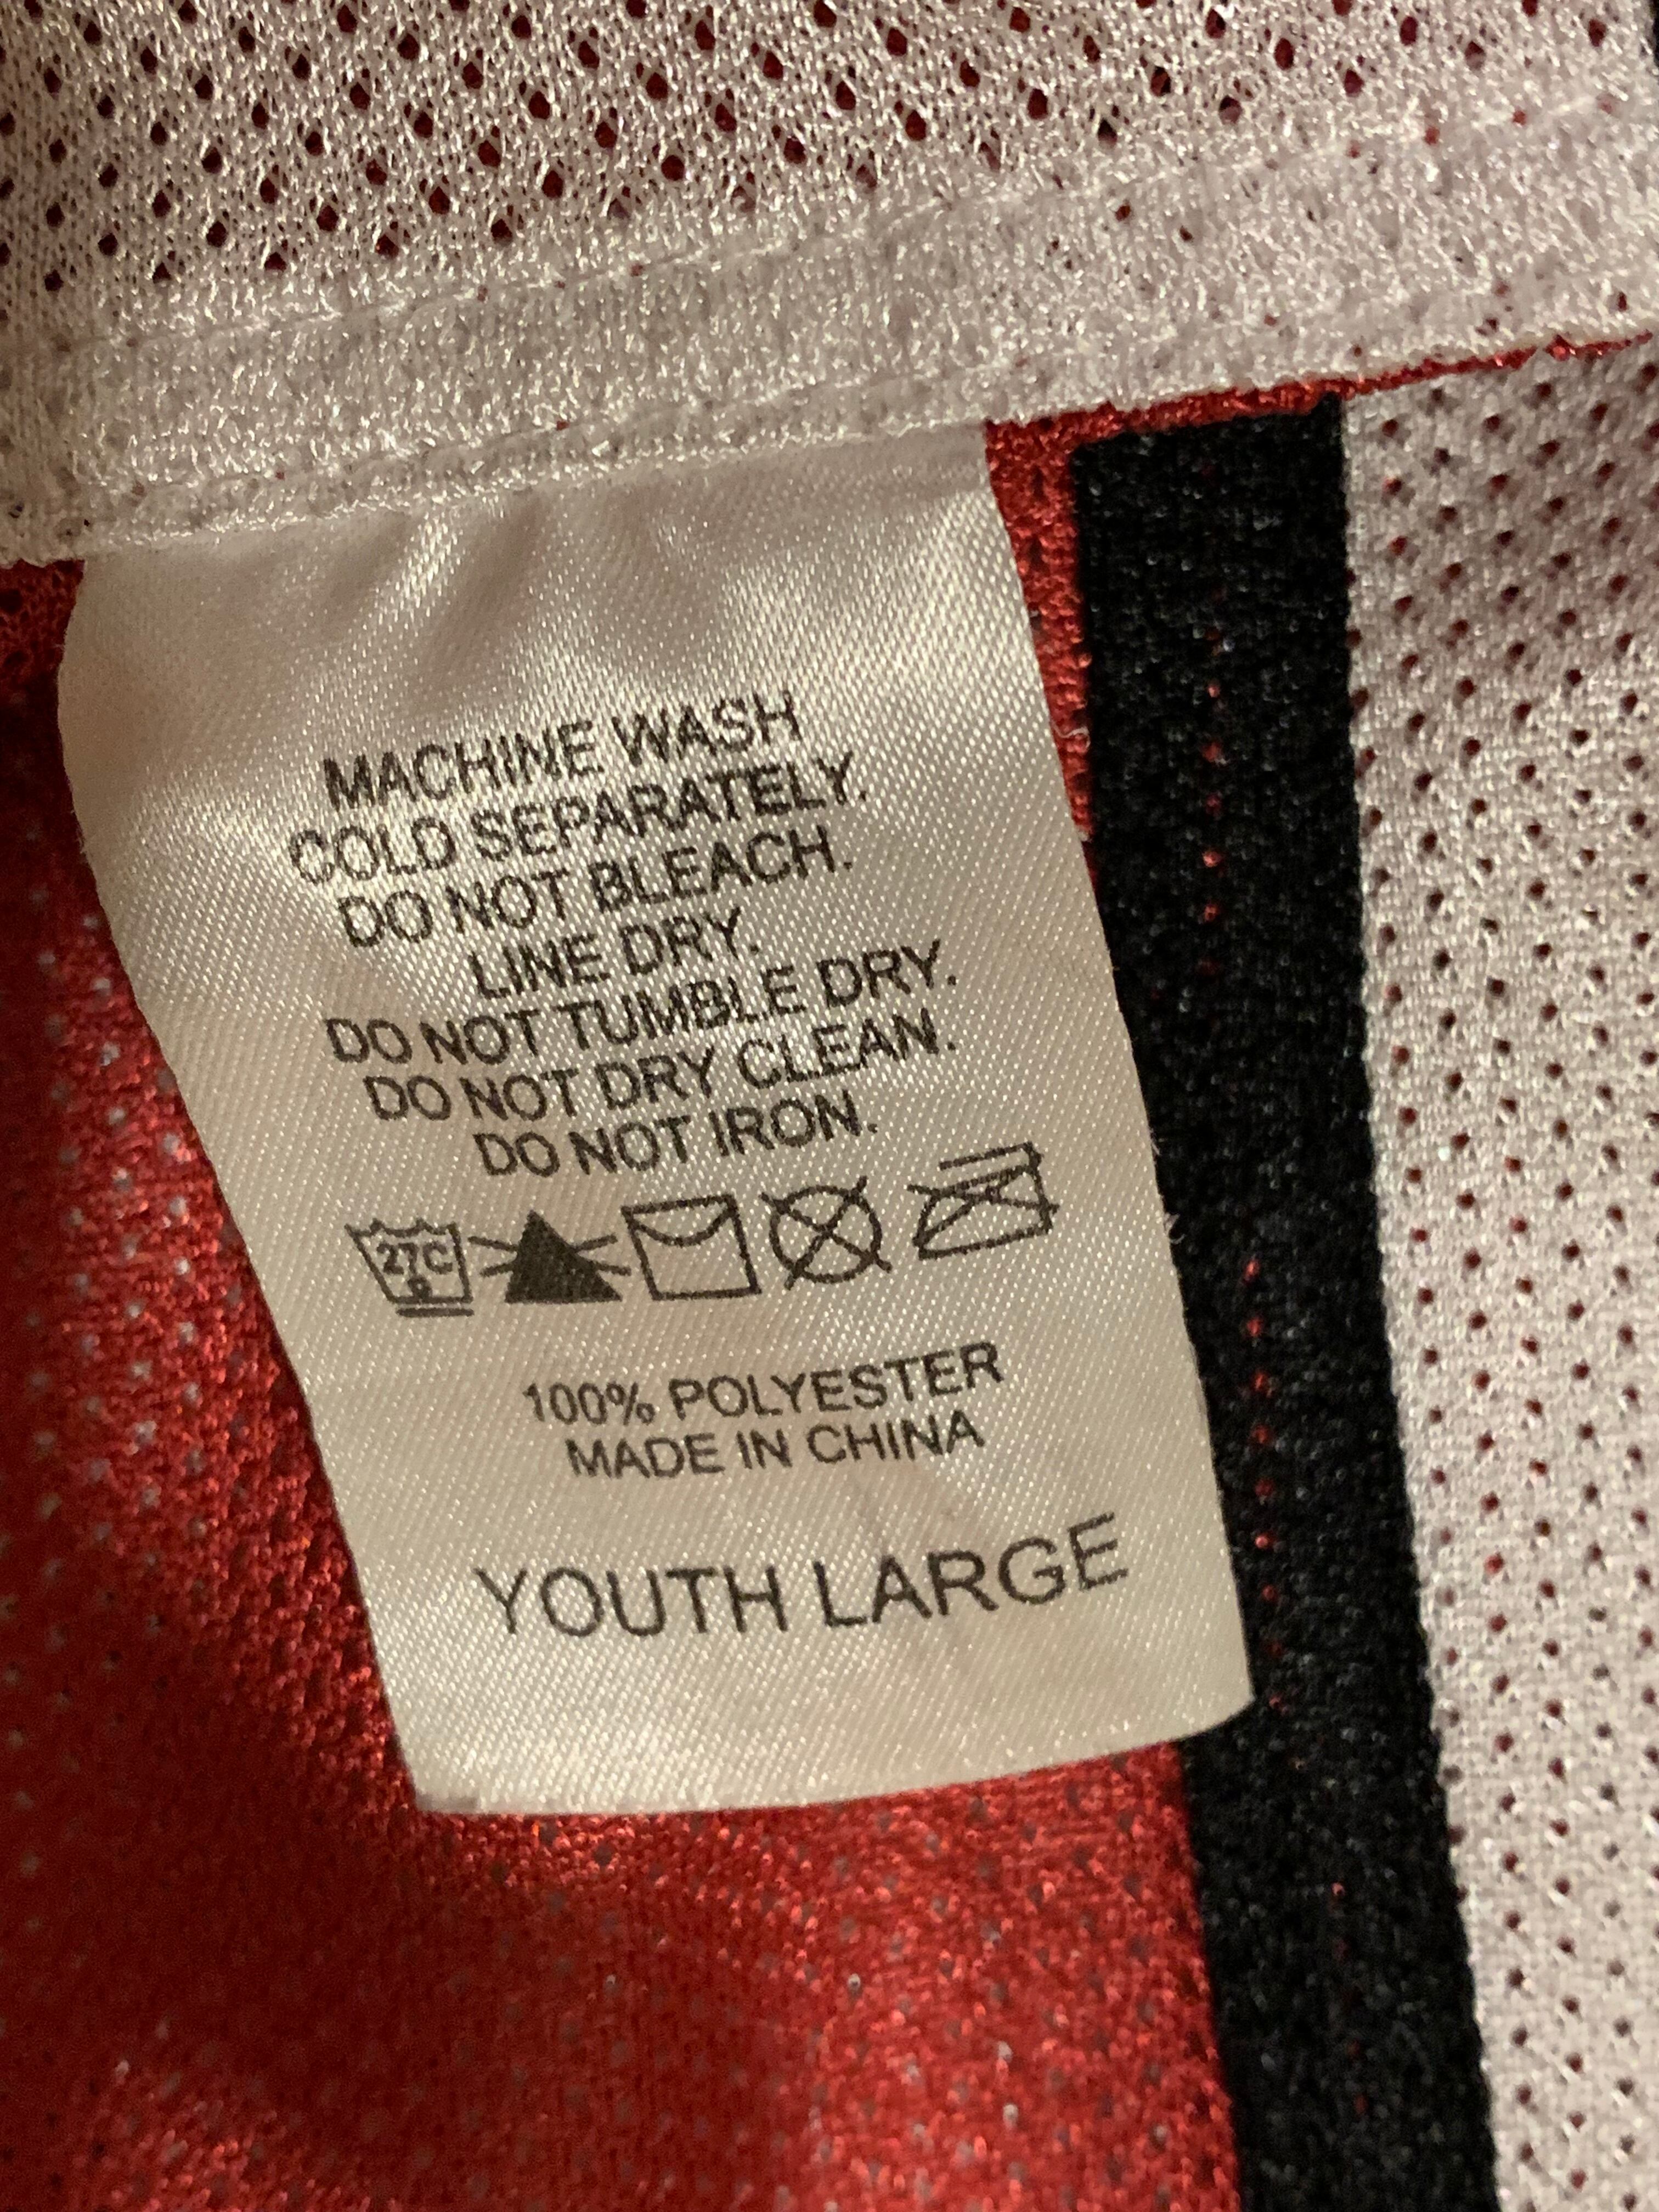 MACHINE WASH
COLD SEPARATELY.
DO NOT BLEACH.
LINE DRY.
DO NOT TUMBLE DRY.
DO NOT DRY CLEAN.
DO NOT IRON.
27C
100% POLYESTER
MADE IN CHINA
YOUTH LARGE